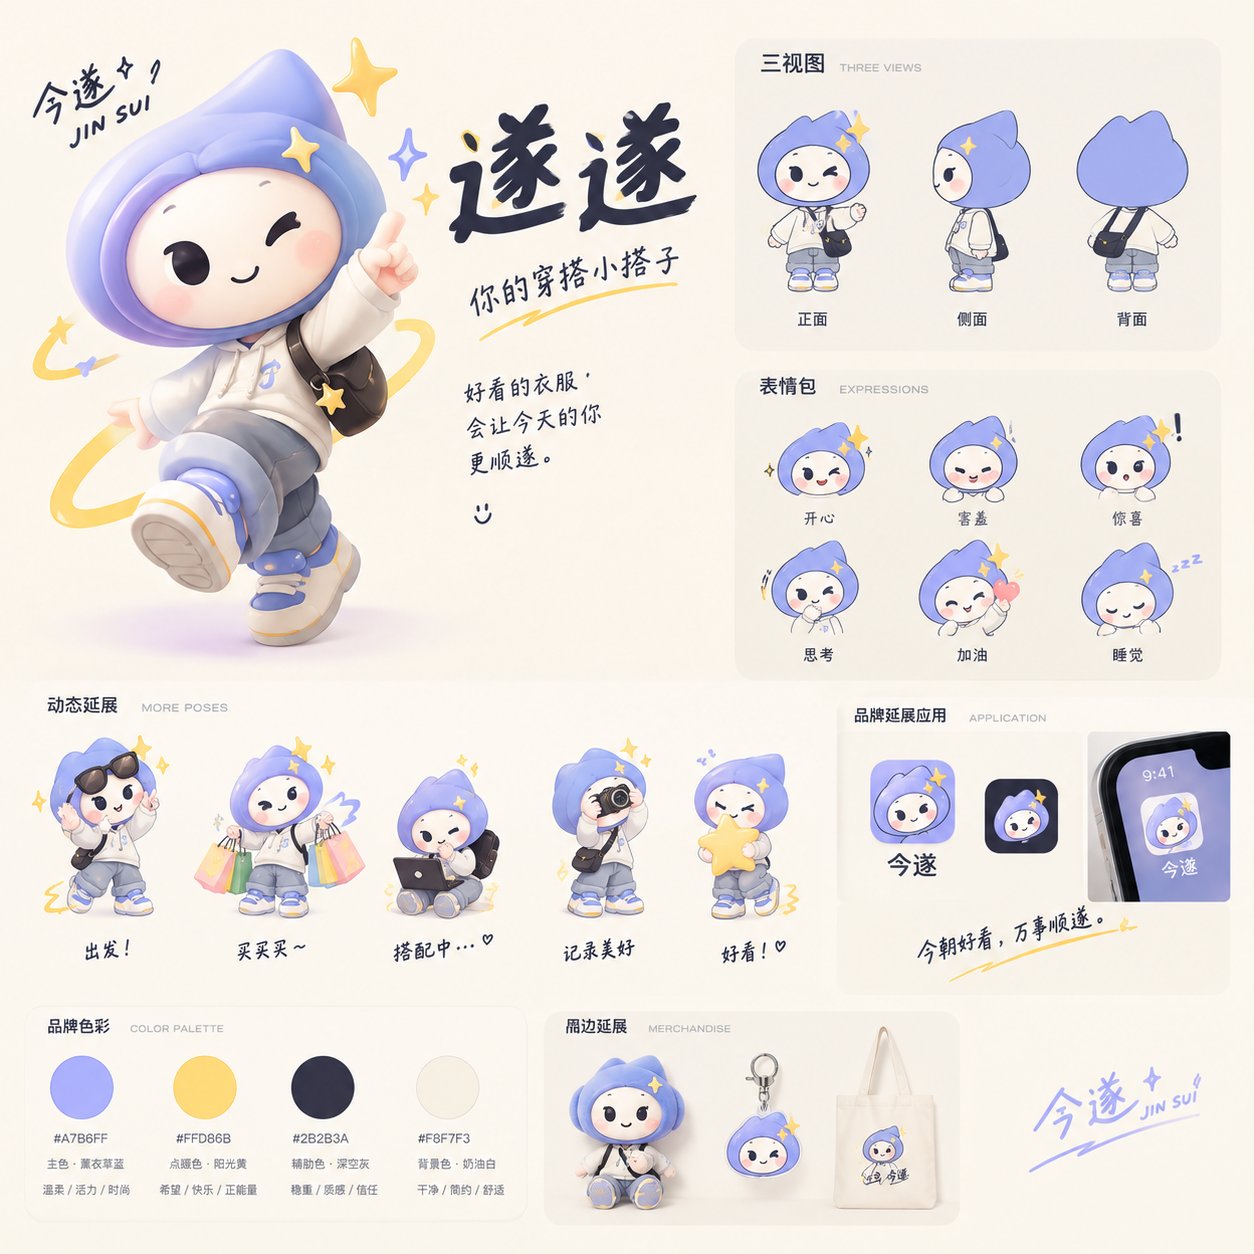 今遂
JIN SUI
遂遂
你的穿搭小搭子
好看的衣服，
会让今天的你
更顺遂。
三视图 THREE VIEWS
正面 侧面 背面
表情包 EXPRESSIONS
!
开心 害羞 惊喜
zzz
思考 加油 睡觉
动态延展 MORE POSES
出发！ 买买买～ 搭配中...♡ 记录美好 好看！♡
品牌延展应用 APPLICATION
9:41
今遂
今遂
今朝好看，万事顺遂。
品牌色彩 COLOR PALETTE
#A7B6FF #FFD86B #2B2B3A #F8F7F3
主色·薰衣草蓝 点缀色·阳光黄 辅助色·深空灰 背景色·奶油白
温柔 / 活力 / 时尚 希望 / 快乐 / 正能量 稳重 / 质感 / 信任 干净 / 简约 / 舒适
周边延展 MERCHANDISE
今遂
今遂
JIN SUI